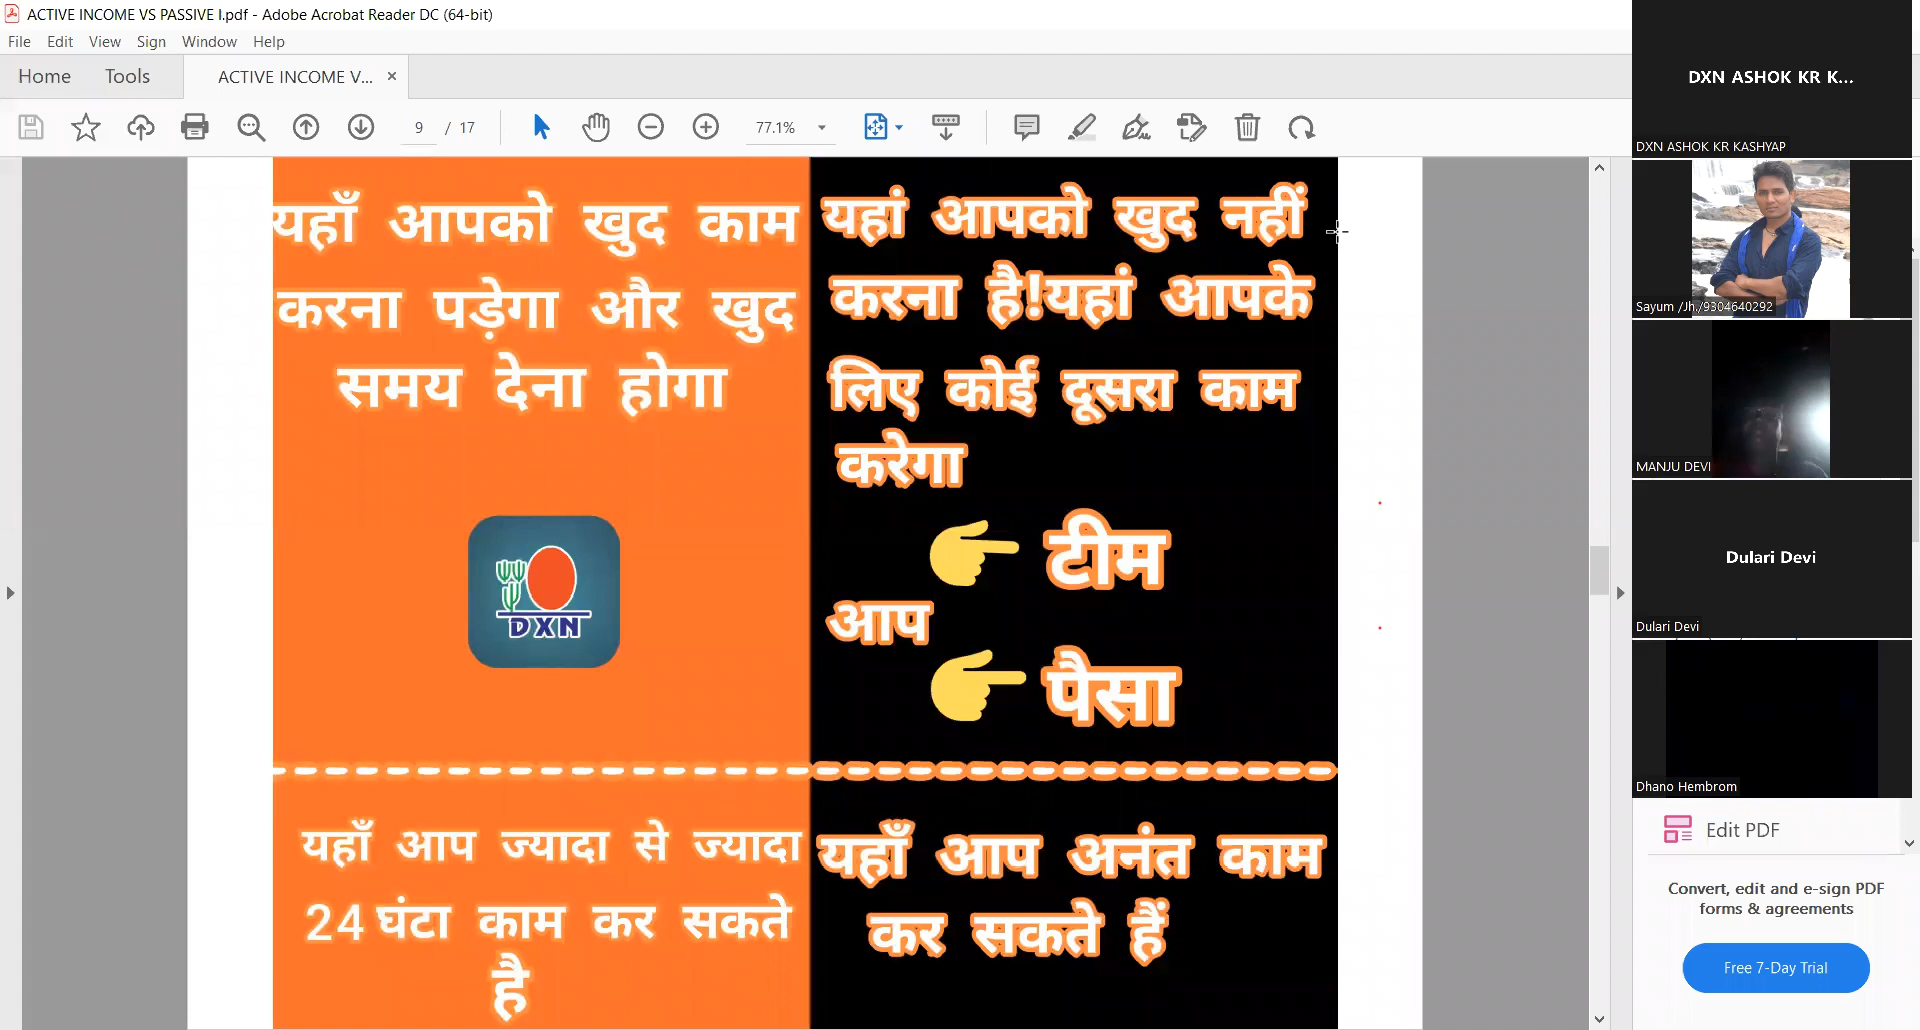 ACTIVE INCOME VS PASSIVE I.pdf - Adobe Acrobat Reader DC (64-bit)
File Edit View Sign Window Help
Home Tools ACTIVE INCOME V... ×
9 / 17 77.1%
यहाँ आपको खुद काम
करना पड़ेगा और खुद
समय देना होगा
DXN
यहाँ आप ज्यादा से ज्यादा
24 घंटा काम कर सकते
है
यहां आपको खुद नहीं
करना है!यहां आपके
लिए कोई दूसरा काम
करेगा
टीम
आप
पैसा
यहाँ आप अनंत काम
कर सकते हैं
DXN ASHOK KR K...
DXN ASHOK KR KASHYAP
Sayum /Jh./9304640292
MANJU DEVI
Dulari Devi
Dulari Devi
Dhano Hembrom
Edit PDF
Convert, edit and e-sign PDF
forms & agreements
Free 7-Day Trial